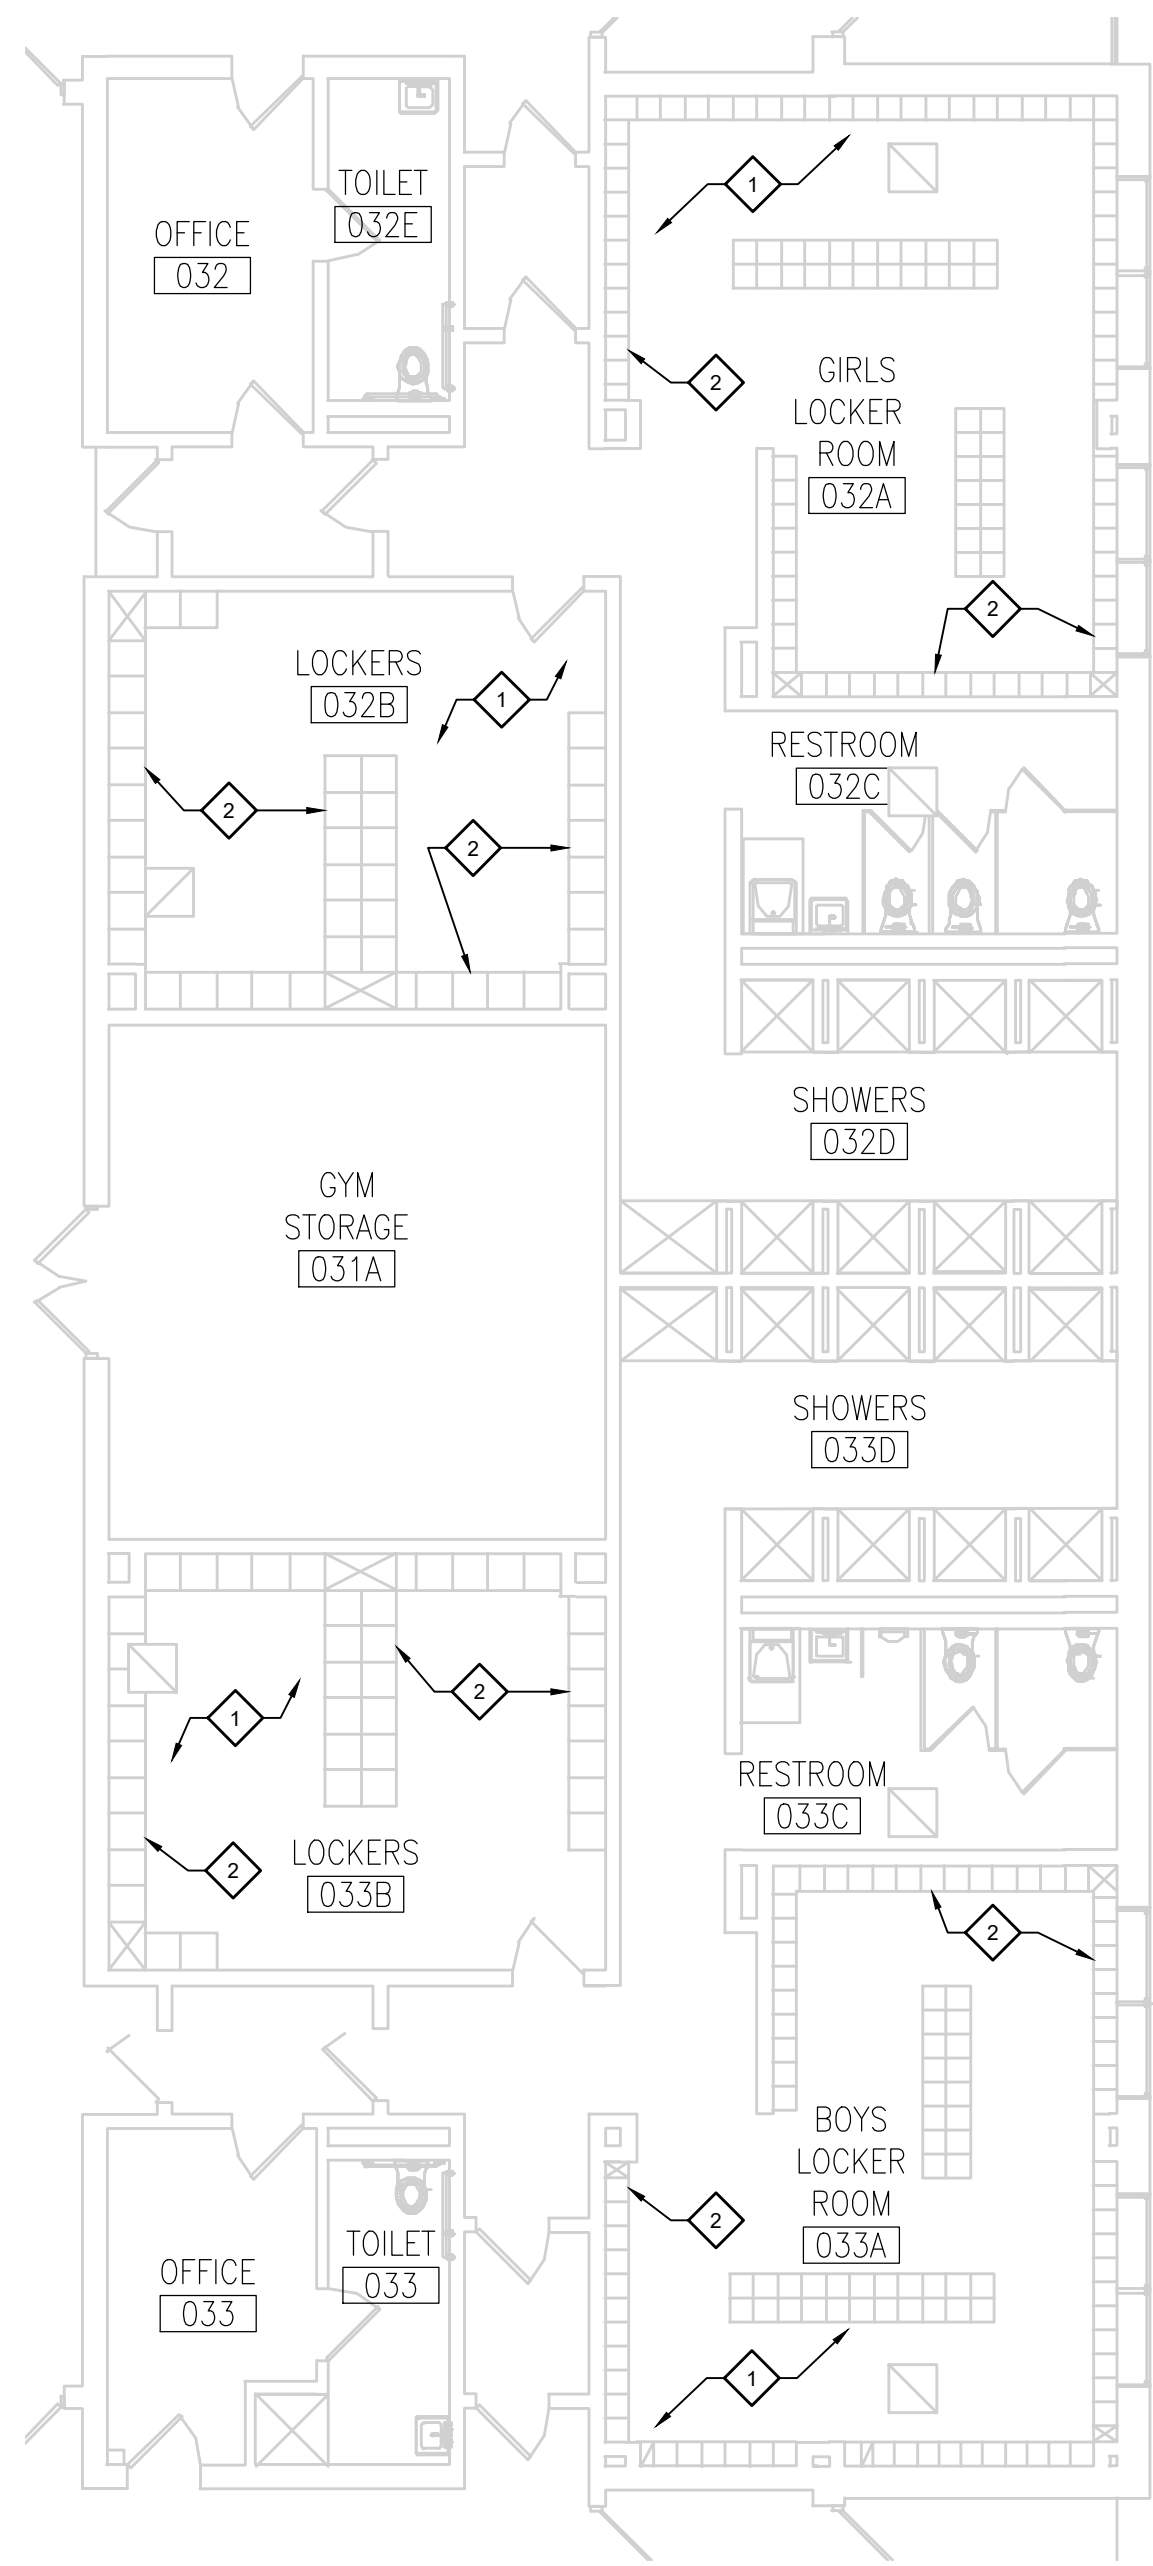 TOILET
032E
1
OFFICE
032
2
GIRLS
LOCKER
ROOM
032A
2
LOCKERS
032B
1
RESTROOM
032C
2
2
SHOWERS
032D
GYM
STORAGE
031A
SHOWERS
033D
2
1
RESTROOM
033C
2
LOCKERS
033B
2
BOYS
LOCKER
ROOM
033A
2
TOILET
033
OFFICE
033
1